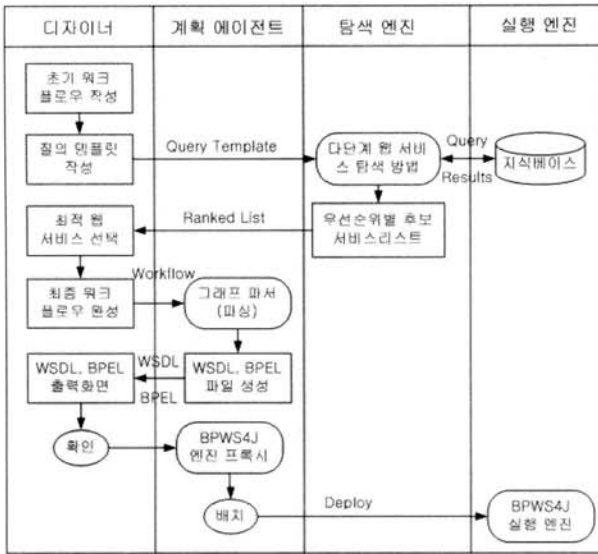 디자이너 계획 에이전트 탐색 엔진 실행 엔진
초기 워크
플로우 작성
질의 템플릿
작성
Query Template
다단계 웹 서비
스 탐색 방법
Query
Results
지식베이스
최적 웹
서비스 선택
Ranked List
우선순위별 후보
서비스리스트
최종 워크
플로우 완성
Workflow
그래프 파서
(파싱)
WSDL, BPEL
출력화면
WSDL
BPEL
WSDL, BPEL
파일 생성
확인
BPWS4J
엔진 프록시
배치
Deploy
BPWS4J
실행 엔진